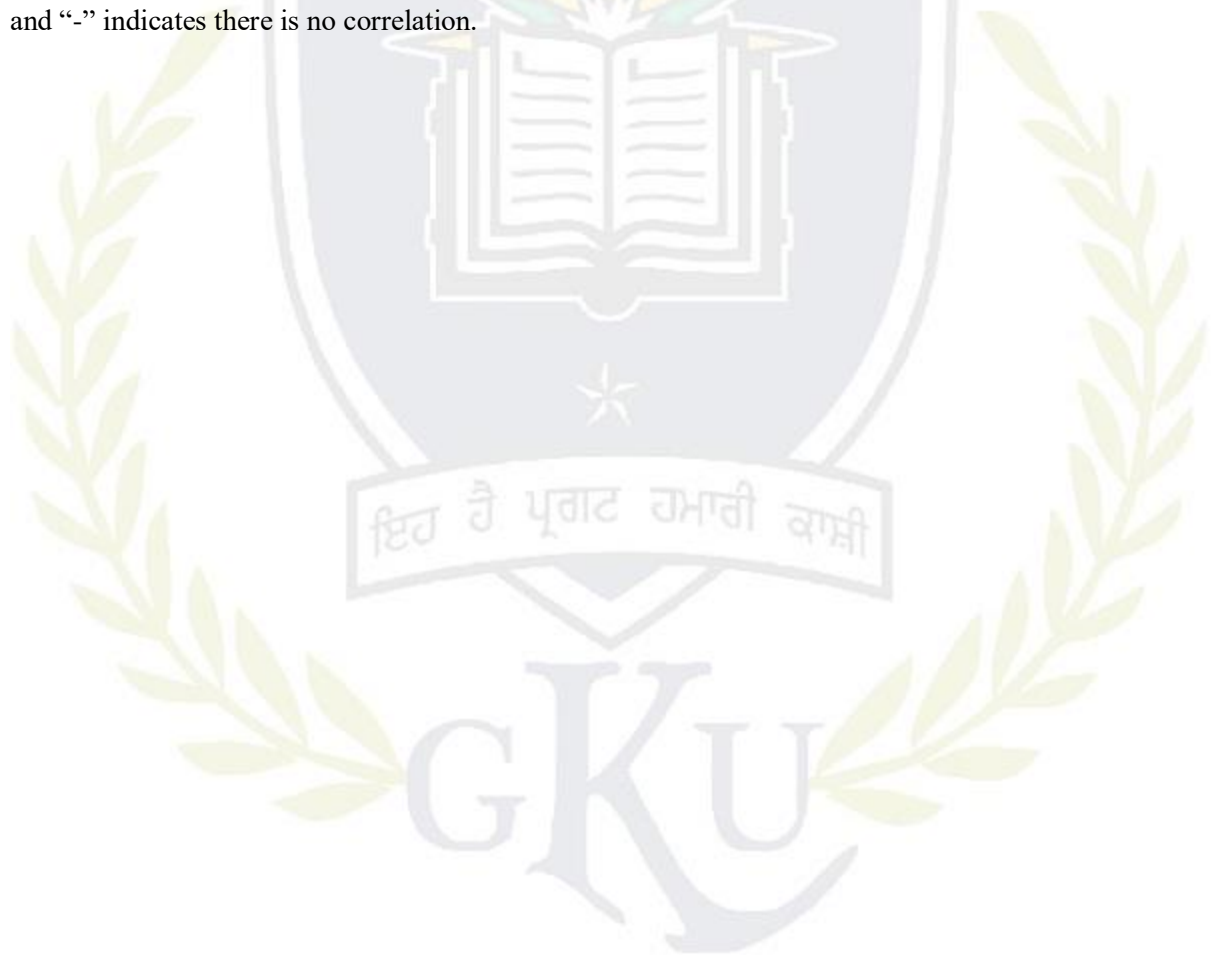 and “-” indicates there is no correlation.
ਇਹ ਹੈ ਪ੍ਰਗਟ ਹਮਾਰੀ ਕਾਸ਼ੀ
GKU